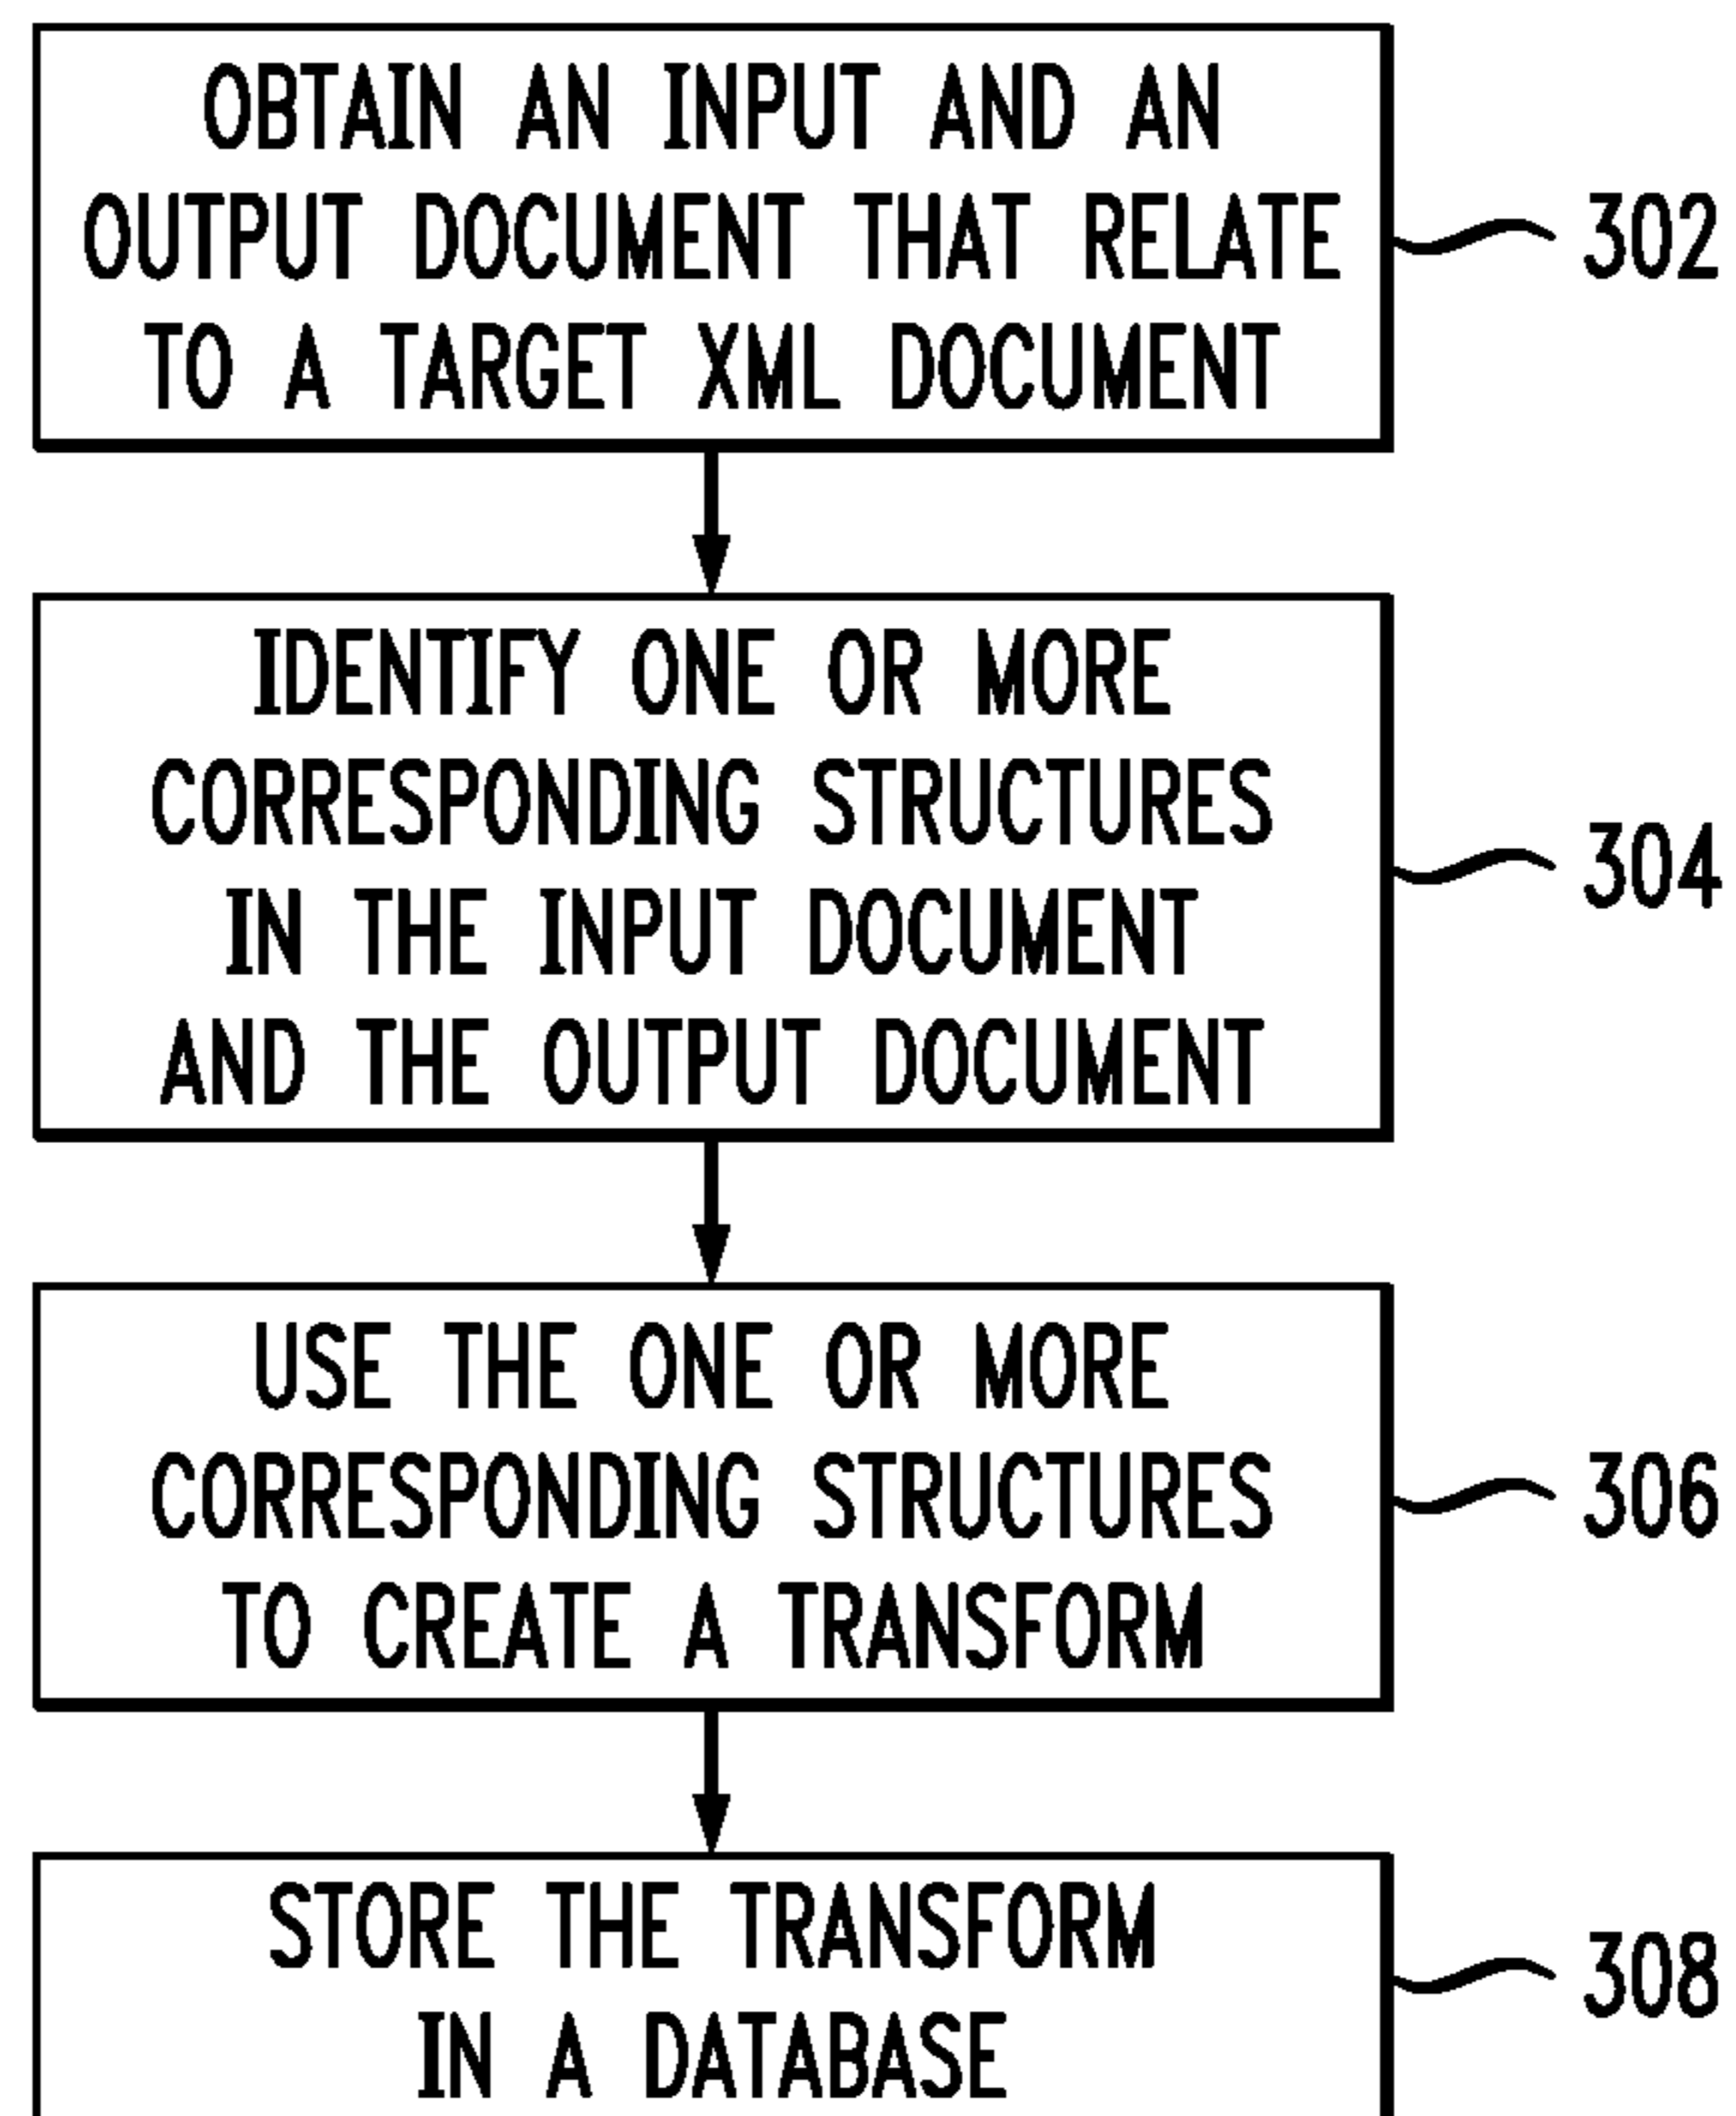 OBTAIN AN INPUT AND AN
OUTPUT DOCUMENT THAT RELATE
TO A TARGET XML DOCUMENT
302
IDENTIFY ONE OR MORE
CORRESPONDING STRUCTURES
IN THE INPUT DOCUMENT
AND THE OUTPUT DOCUMENT
304
USE THE ONE OR MORE
CORRESPONDING STRUCTURES
TO CREATE A TRANSFORM
306
STORE THE TRANSFORM
IN A DATABASE
308